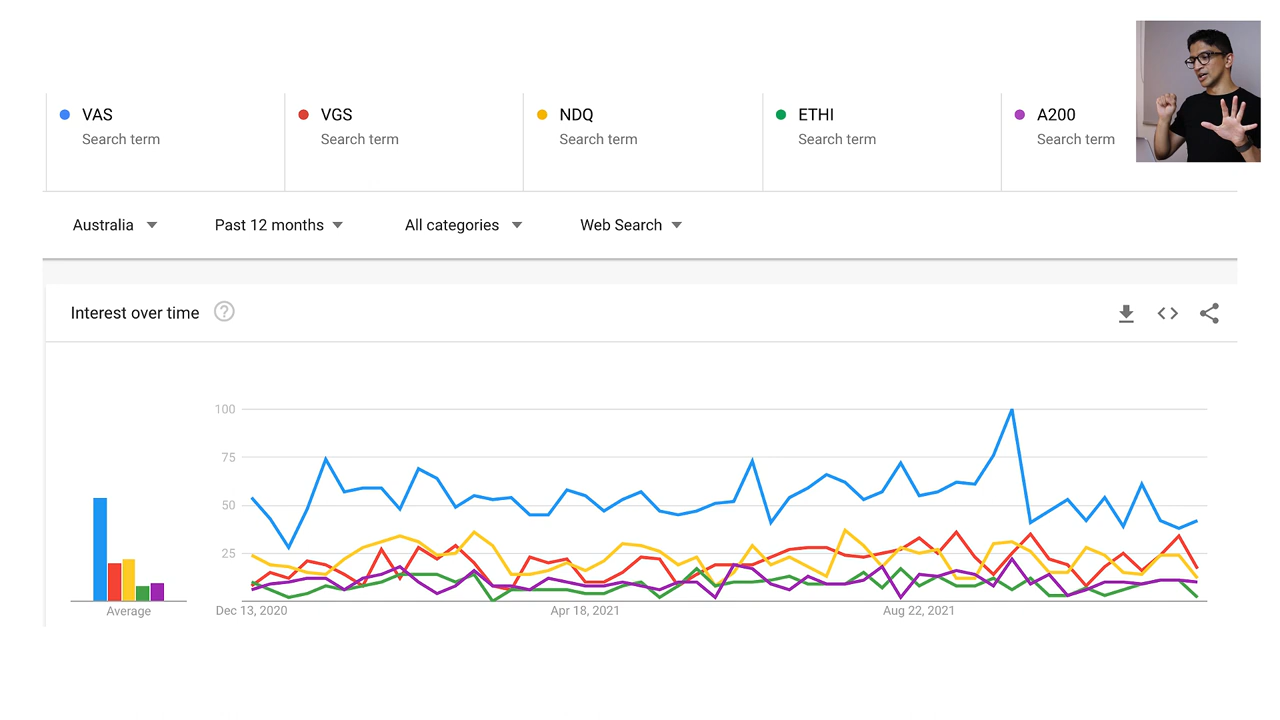 VAS
Search term
VGS
Search term
NDQ
Search term
ETHI
Search term
A200
Search term
Australia
Past 12 months
All categories
Web Search
Interest over time
?
100
75
50
25
Average
Dec 13, 2020
Apr 18, 2021
Aug 22, 2021